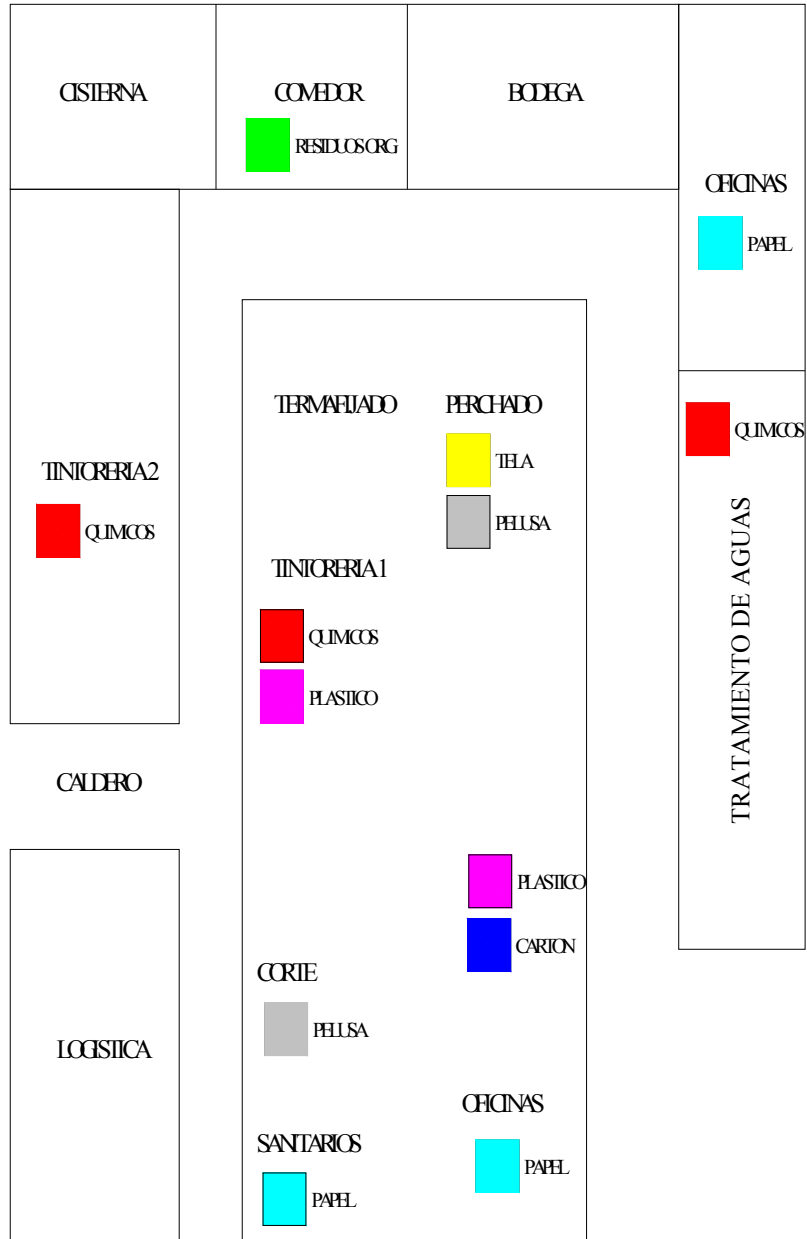 CISTERNA
COMEDOR
BODEGA
RESIDUOS ORG
OFICINAS
PAPEL
TERMAFIJADO
PERCHADO
TELA
PELUSA
QUIMICOS
TINTORERIA 2
QUIMICOS
TINTORERIA 1
QUIMICOS
PLASTICO
TRATAMIENTO DE AGUAS
CALDERO
PLASTICO
CARTON
CORTE
PELUSA
LOGISTICA
OFICINAS
PAPEL
SANITARIOS
PAPEL